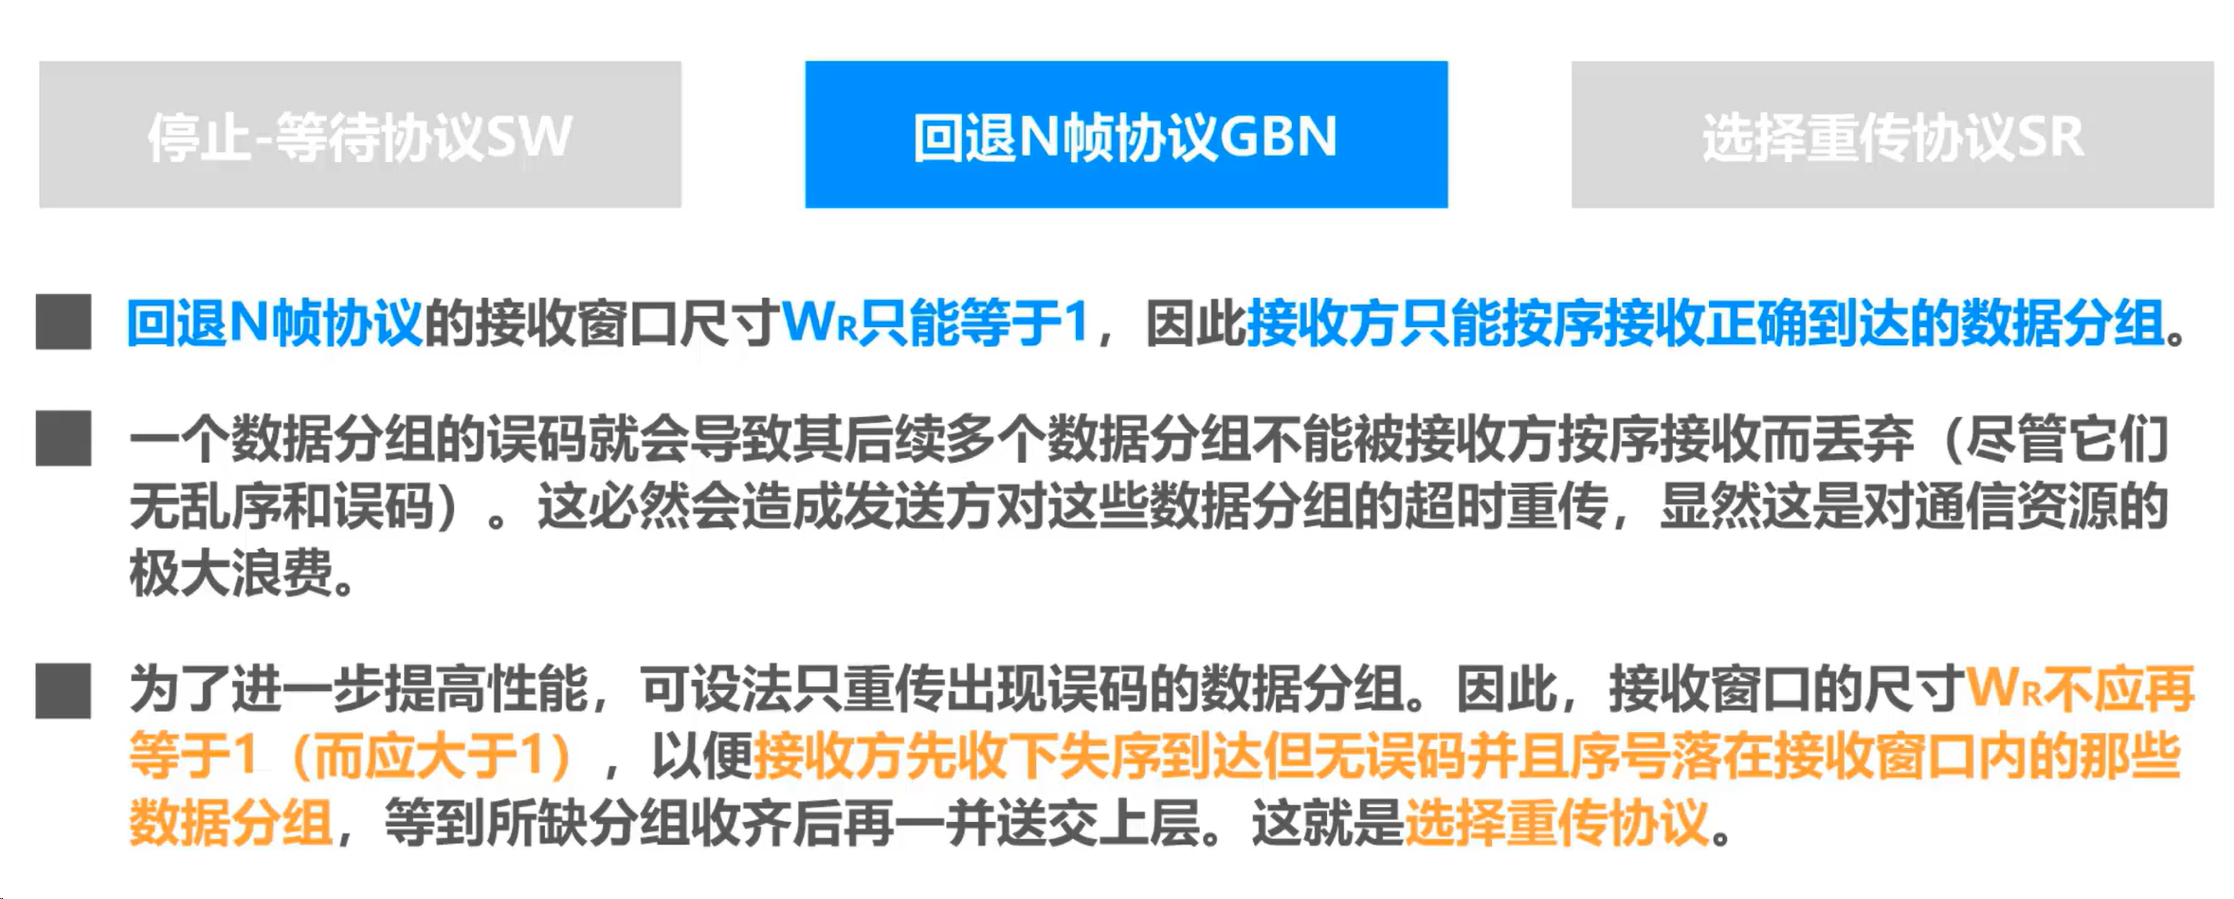 停止-等待协议SW
回退N帧协议GBN
选择重传协议SR
回退N帧协议的接收窗口尺寸WR只能等于1，因此接收方只能按序接收正确到达的数据分组。
一个数据分组的误码就会导致其后续多个数据分组不能被接收方按序接收而丢弃（尽管它们
无乱序和误码）。这必然会造成发送方对这些数据分组的超时重传，显然这是对通信资源的
极大浪费。
为了进一步提高性能，可设法只重传出现误码的数据分组。因此，接收窗口的尺寸WR不应再
等于1（而应大于1），以便接收方先收下失序到达但无误码并且序号落在接收窗口内的那些
数据分组，等到所缺分组收齐后再一并送交上层。这就是选择重传协议。